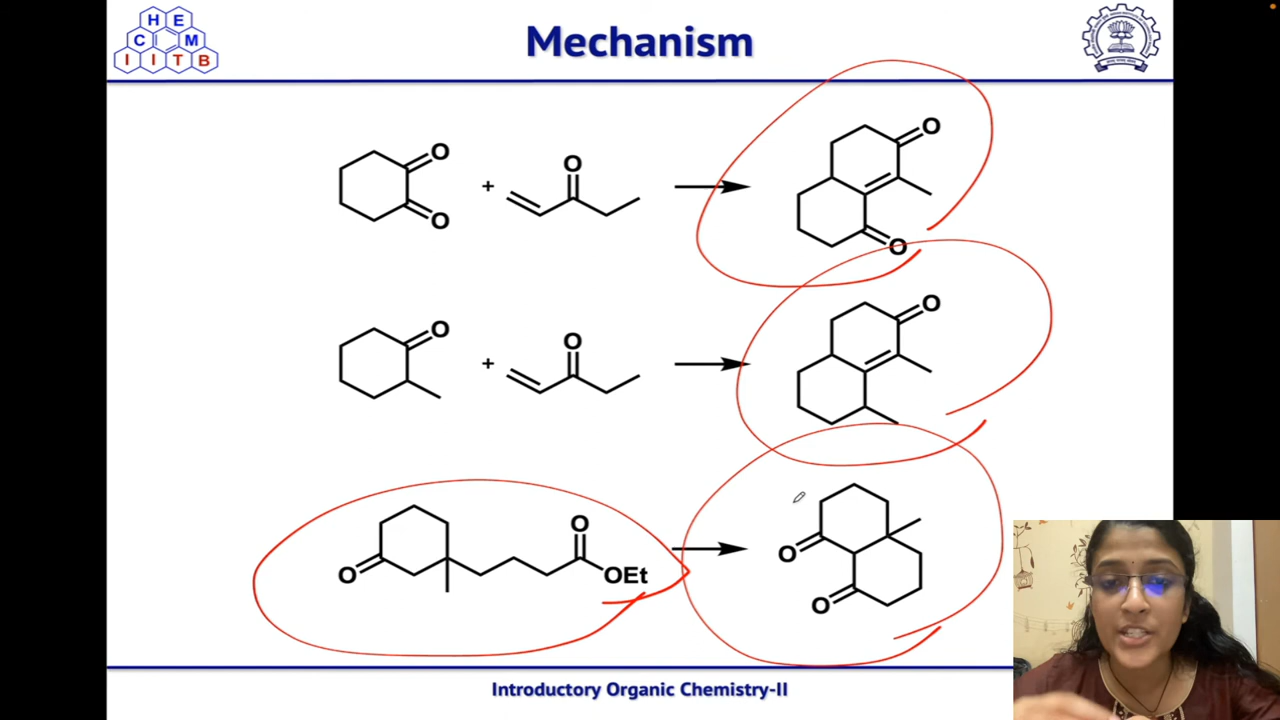 H E
C M
I I T B
Mechanism
O
O
+
O
O
O
O
+
O
O
O
O
OEt
O
O
Introductory Organic Chemistry-II